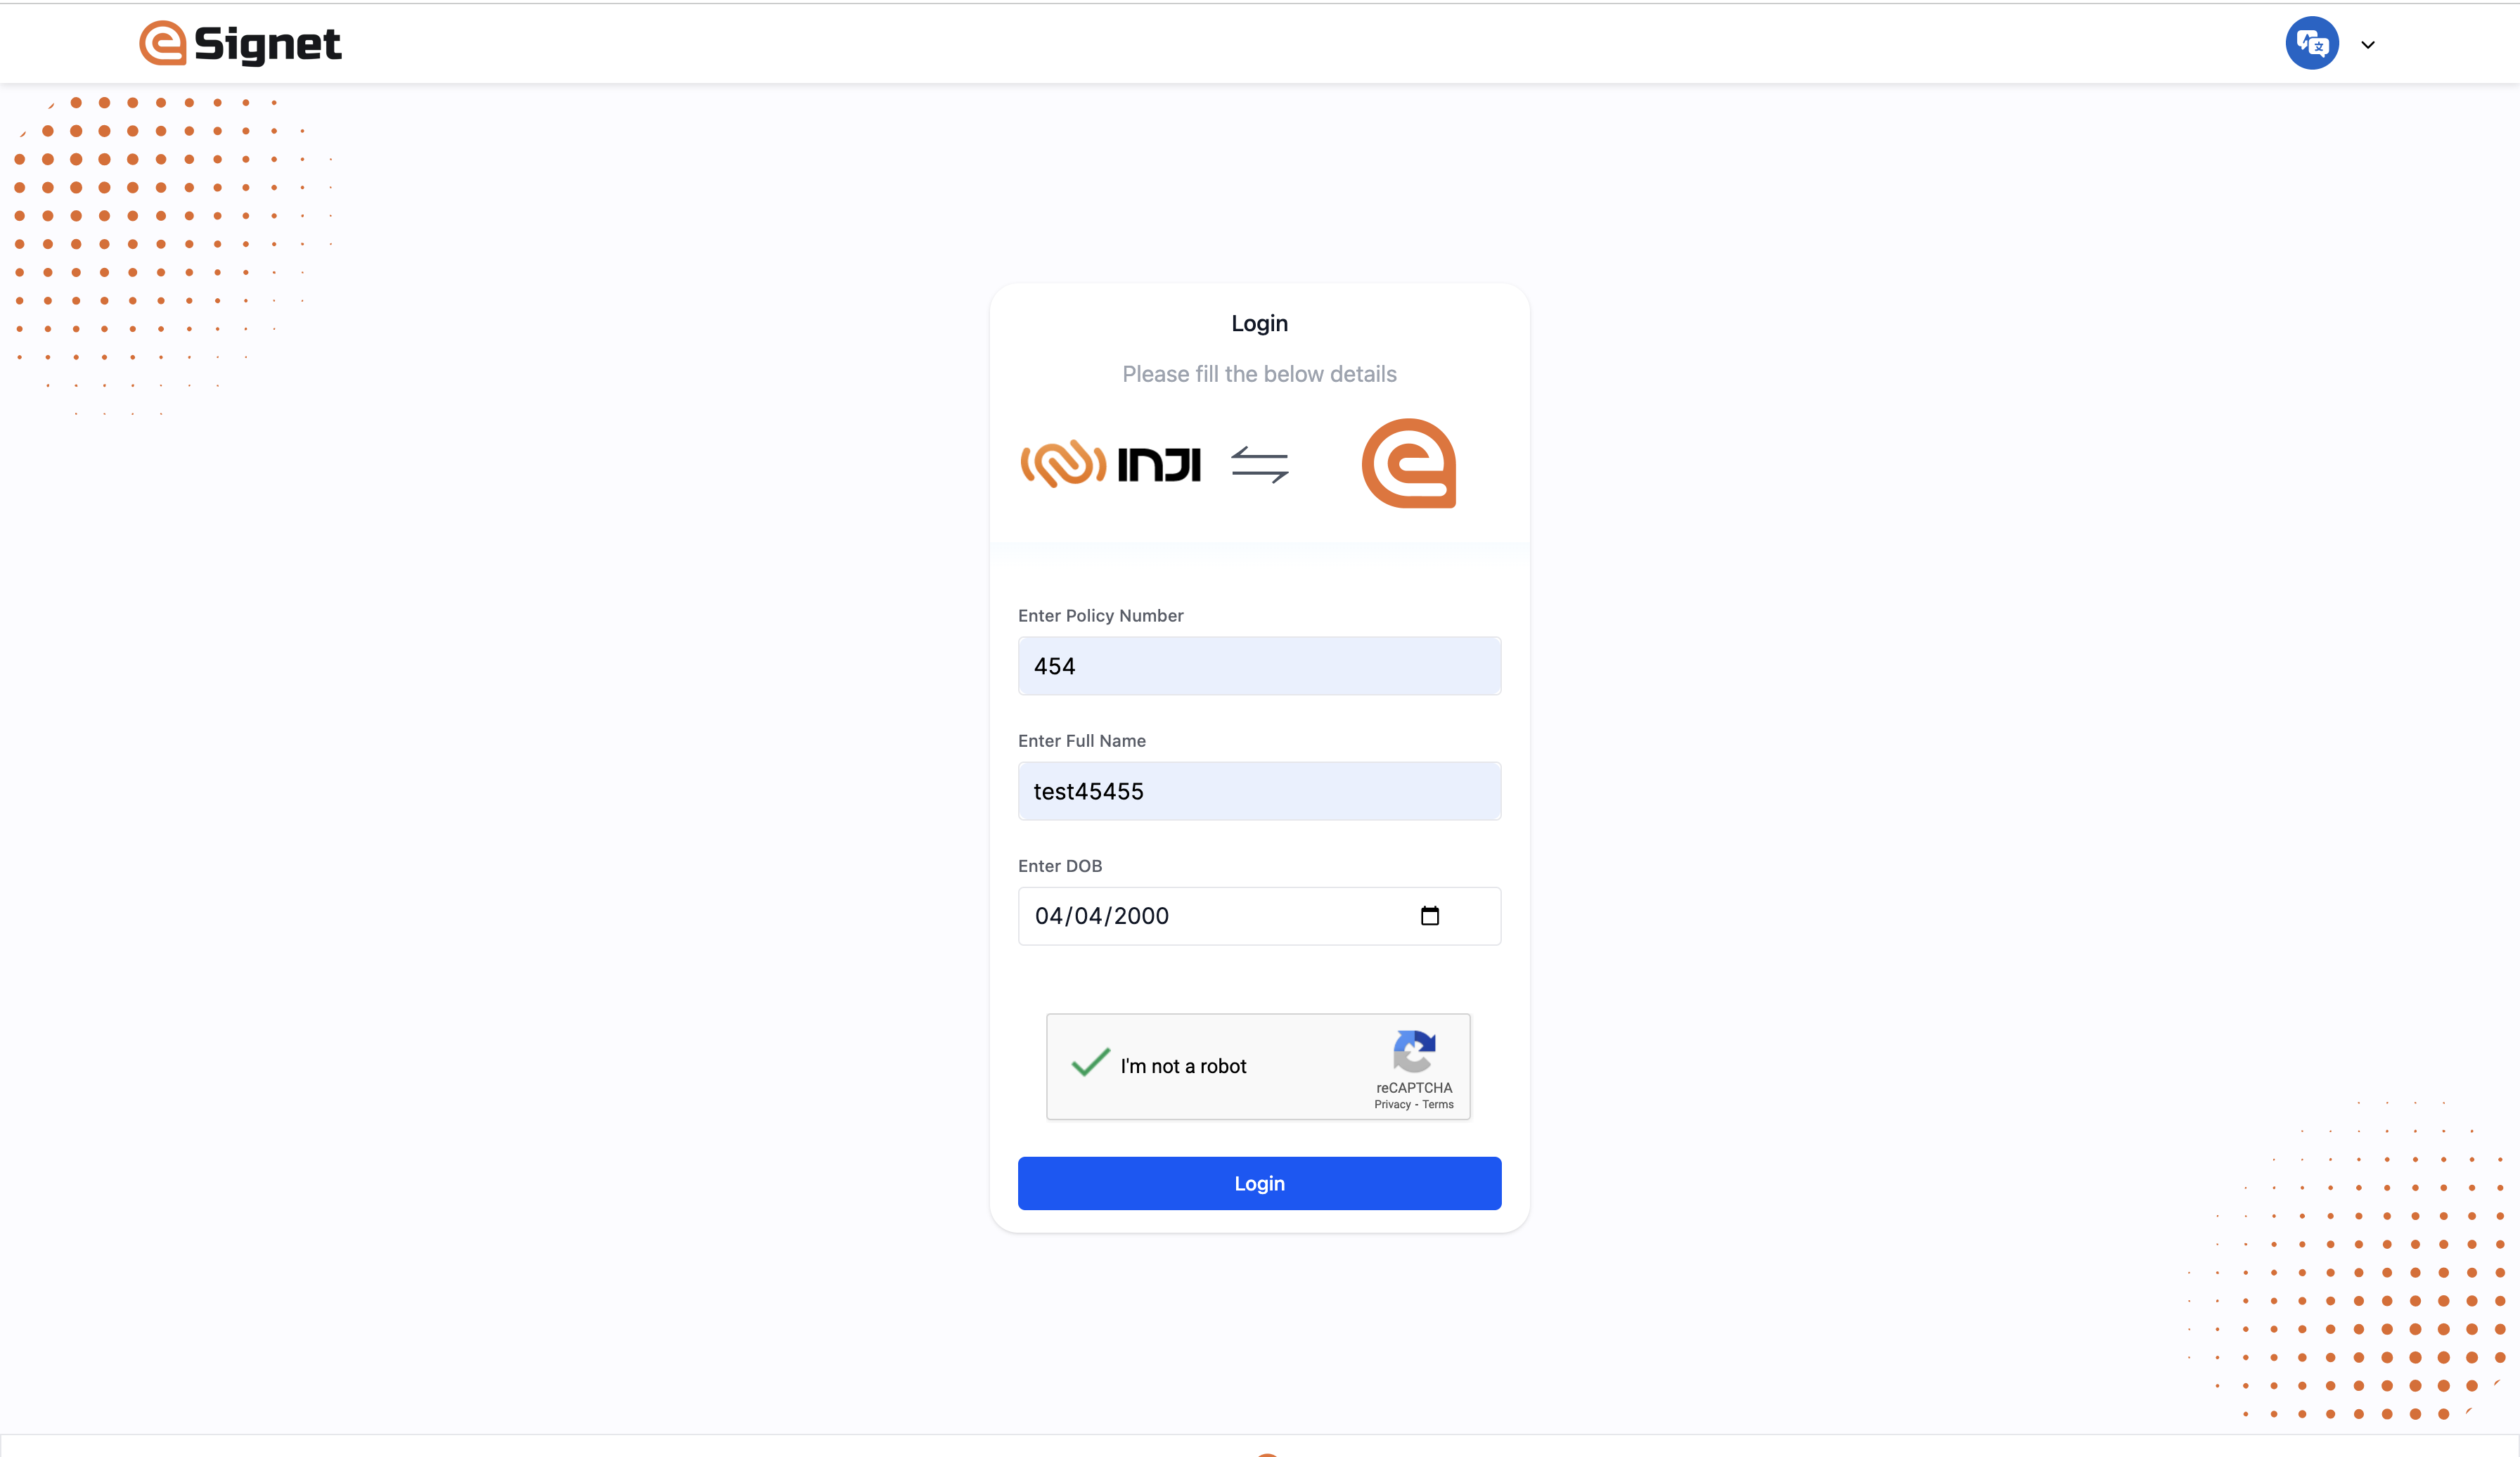 eSignet
Login
Please fill the below details
INJI
Enter Policy Number
454
Enter Full Name
test45455
Enter DOB
04/04/2000
I'm not a robot
reCAPTCHA
Privacy - Terms
Login